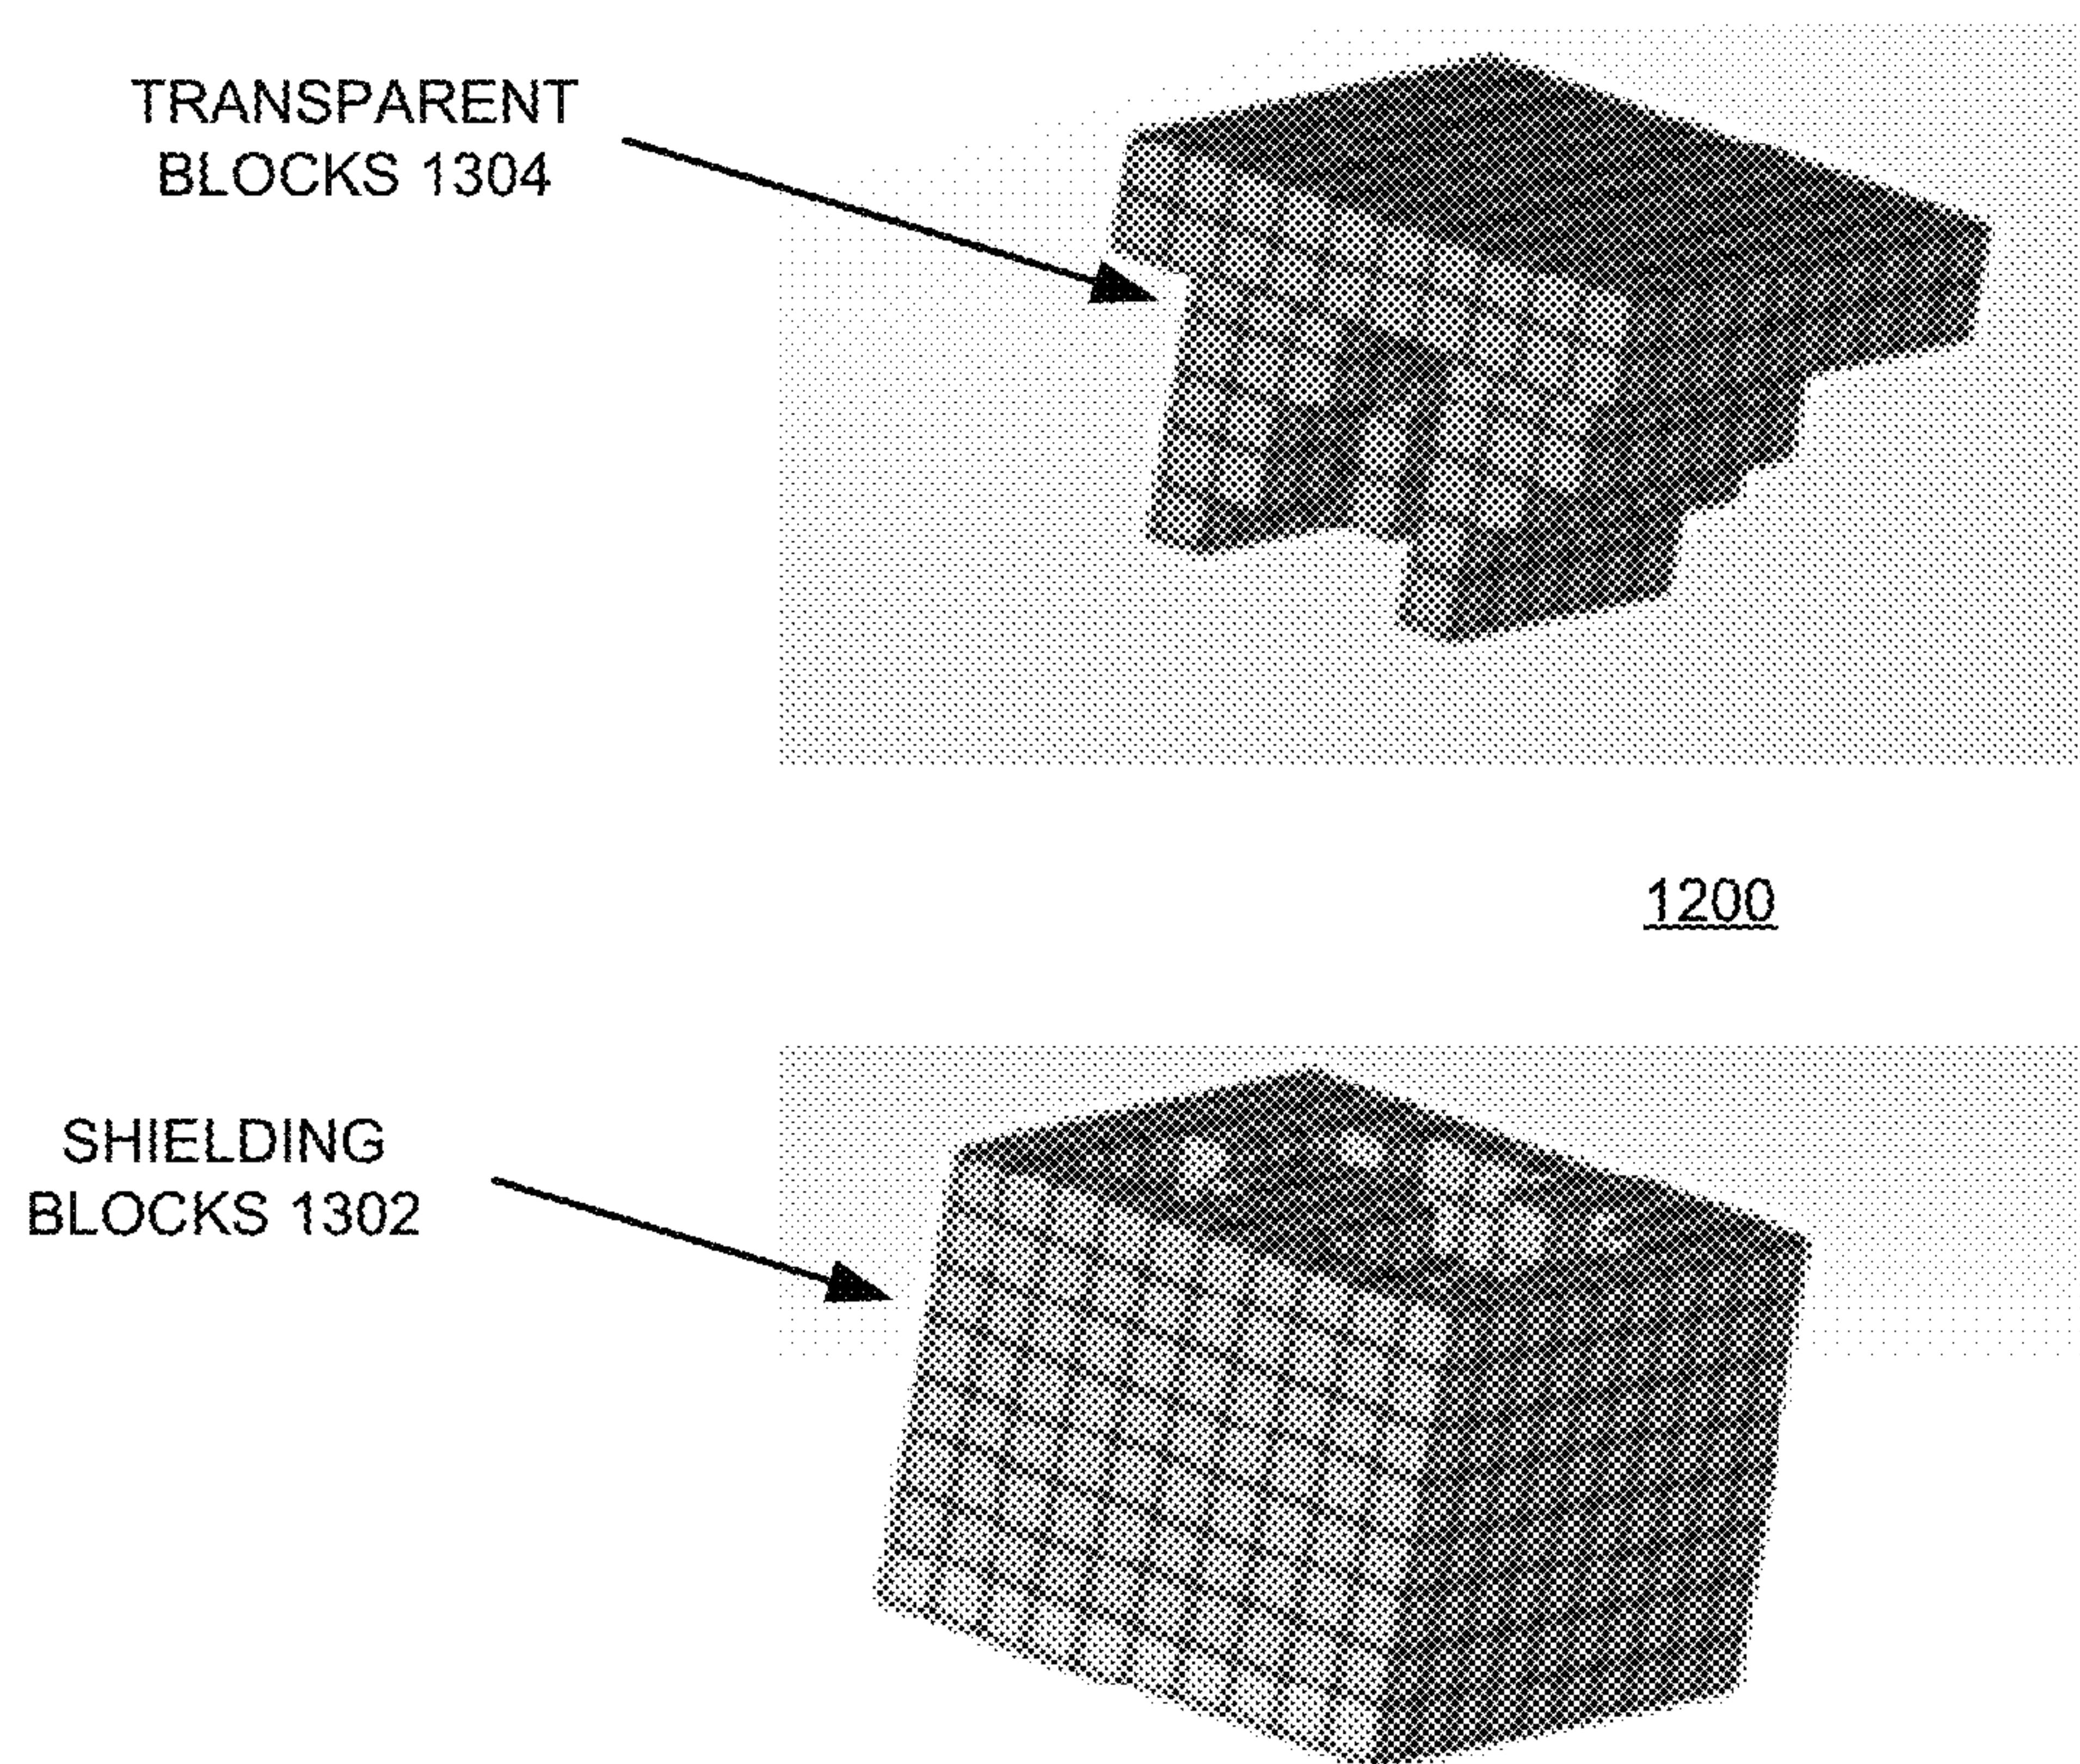 TRANSPARENT
BLOCKS 1304
1200
SHIELDING
BLOCKS 1302